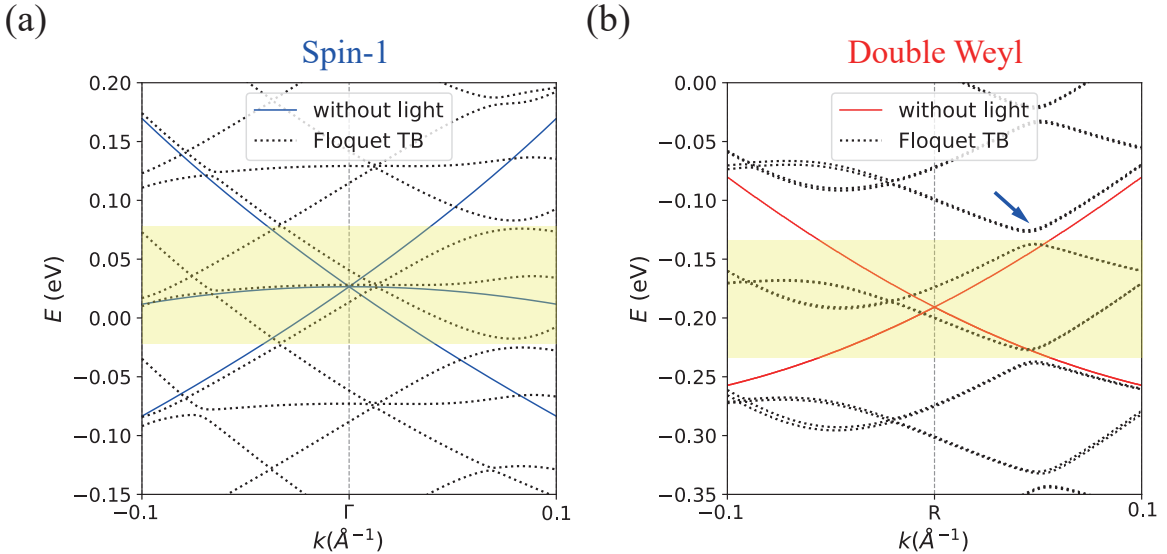 (a)
Spin-1
without light
Floquet TB
0.20
0.15
0.10
0.05
0.00
−0.05
−0.10
−0.15
E (eV)
−0.1
Γ
0.1
k(Å⁻¹)
(b)
Double Weyl
without light
Floquet TB
0.00
−0.05
−0.10
−0.15
−0.20
−0.25
−0.30
−0.35
E (eV)
−0.1
R
0.1
k(Å⁻¹)